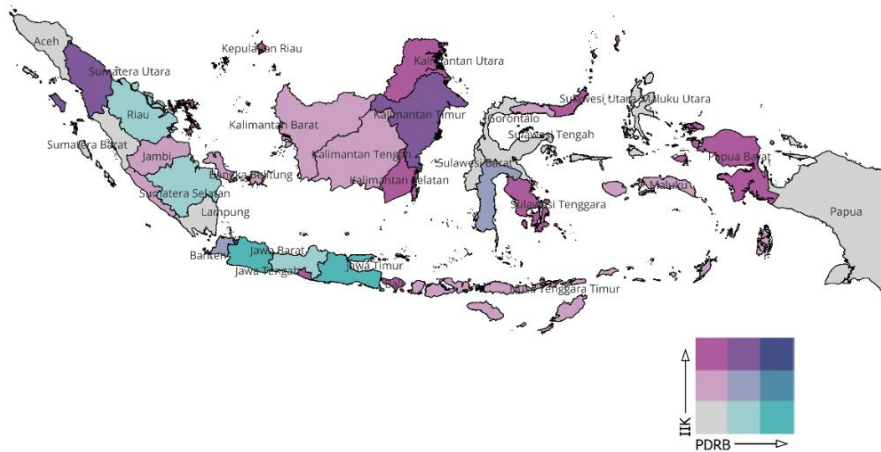 Aceh
Sumatera Utara
Kepulauan Riau
Kalimantan Utara
Riau
Kalimantan Barat
Kalimantan Timur
Sulawesi Utara
Maluku Utara
Gorontalo
Sumatera Barat
Jambi
Kalimantan Tengah
Sulawesi Tengah
Sulawesi Barat
Papua Barat
Bangka Belitung
Kalimantan Selatan
Maluku
Sumatera Selatan
Sulawesi Tenggara
Lampung
Papua
Banten
Jawa Barat
Jawa Tengah
Jawa Timur
Nusa Tenggara Timur
IIK
PDRB